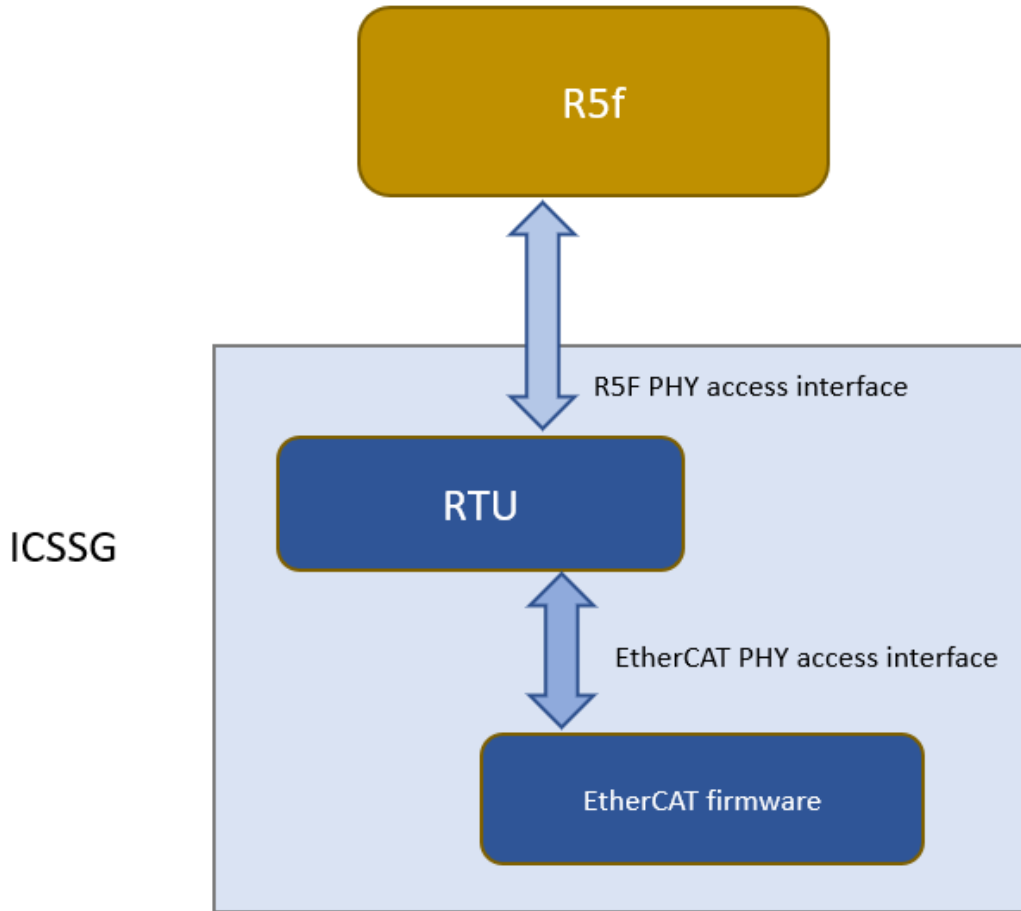 R5f
R5F PHY access interface
RTU
ICSSG
EtherCAT PHY access interface
EtherCAT firmware